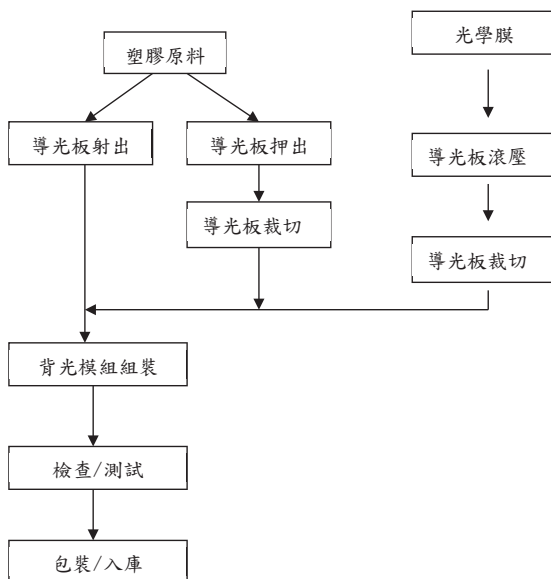 光學膜
塑膠原料
導光板射出
導光板押出
導光板滾壓
導光板裁切
導光板裁切
背光模組組裝
檢查/測試
包裝/入庫